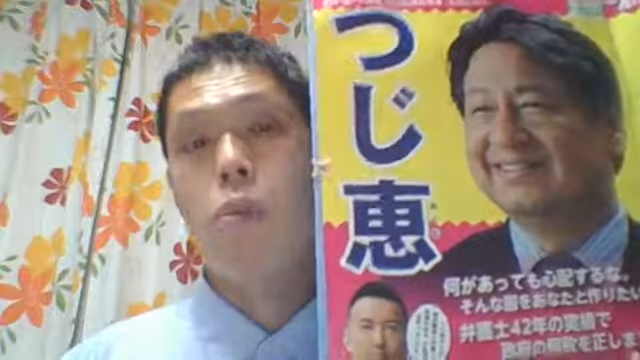 つじ恵
何があっても心配するな。
そんな国をあなたと作りたい
弁護士42年の実績で
政府の腐敗を正しま